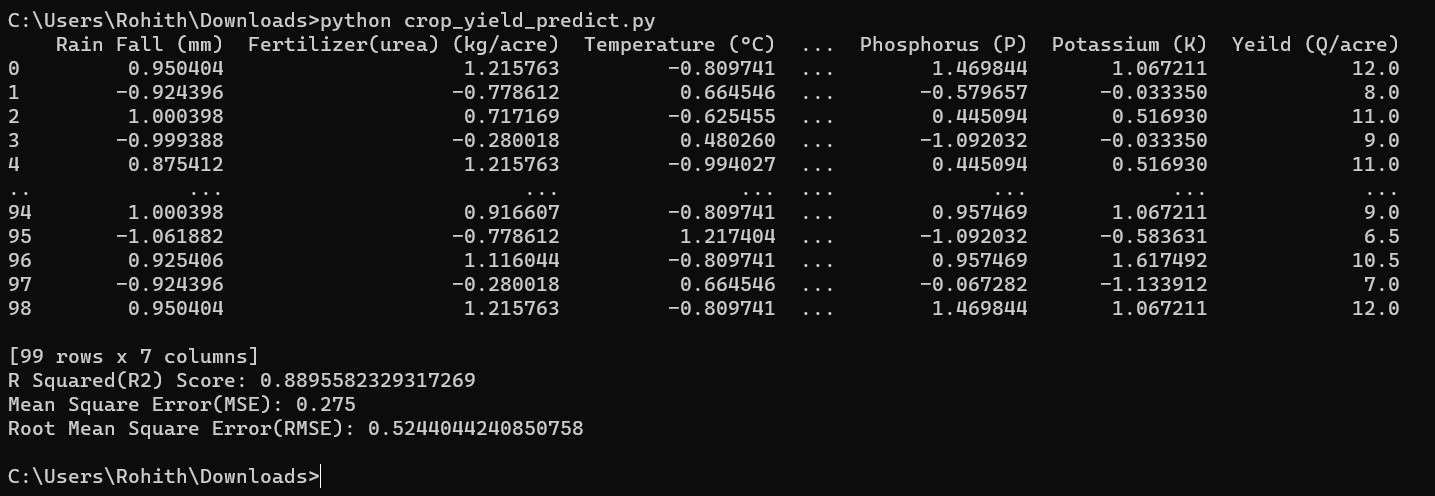 C:\Users\Rohith\Downloads>python crop_yield_predict.py
    Rain Fall (mm)  Fertilizer(urea) (kg/acre)  Temperature (°C)  ...  Phosphorus (P)  Potassium (K)  Yeild (Q/acre)
0         0.950404                    1.215763         -0.809741  ...        1.469844       1.067211            12.0
1        -0.924396                   -0.778612          0.664546  ...       -0.579657      -0.033350             8.0
2         1.000398                    0.717169         -0.625455  ...        0.445094       0.516930            11.0
3        -0.999388                   -0.280018          0.480260  ...       -1.092032      -0.033350             9.0
4         0.875412                    1.215763         -0.994027  ...        0.445094       0.516930            11.0
..             ...                         ...               ...  ...             ...            ...             ...
94        1.000398                    0.916607         -0.809741  ...        0.957469       1.067211             9.0
95       -1.061882                   -0.778612          1.217404  ...       -1.092032      -0.583631             6.5
96        0.925406                    1.116044         -0.809741  ...        0.957469       1.617492            10.5
97       -0.924396                   -0.280018          0.664546  ...       -0.067282      -1.133912             7.0
98        0.950404                    1.215763         -0.809741  ...        1.469844       1.067211            12.0
[99 rows x 7 columns]
R Squared(R2) Score: 0.8895582329317269
Mean Square Error(MSE): 0.275
Root Mean Square Error(RMSE): 0.5244044240850758
C:\Users\Rohith\Downloads>